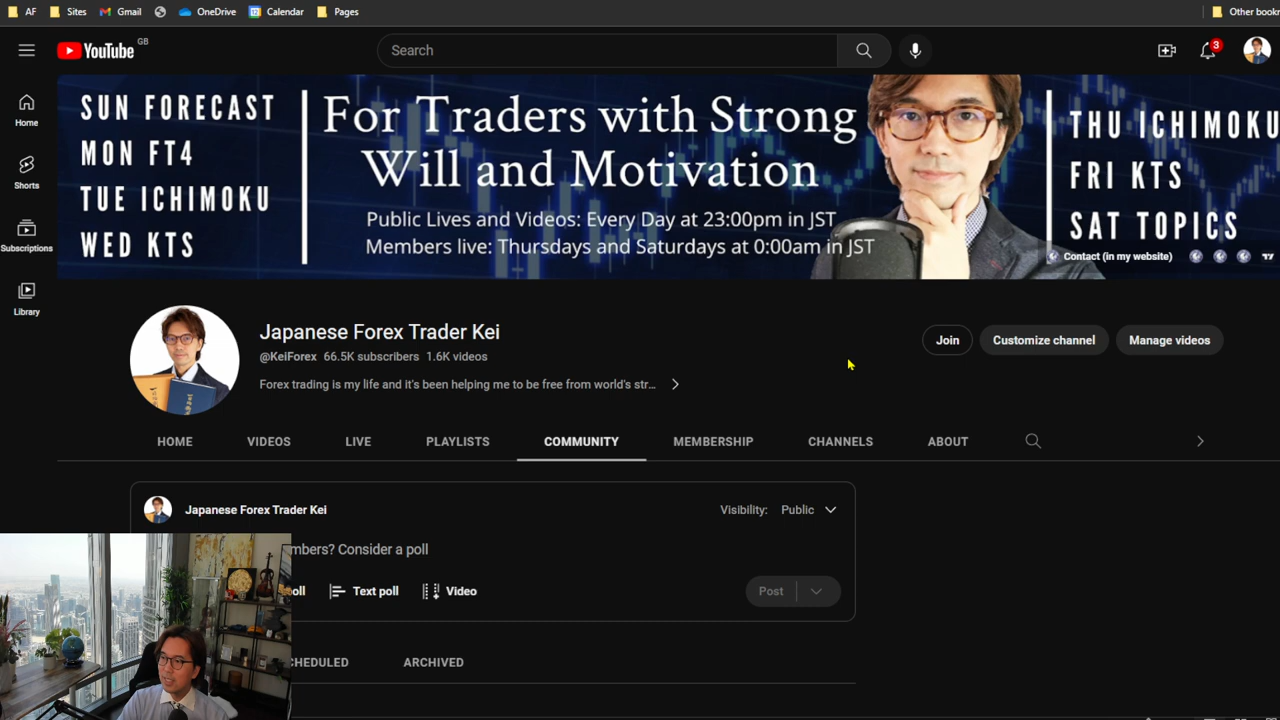 AF Sites Gmail OneDrive Calendar Pages Other bookr
YouTube GB
Search
3
Home
Shorts
Subscriptions
Library
SUN FORECAST
MON FT4
TUE ICHIMOKU
WED KTS
For Traders with Strong
Will and Motivation
Public Lives and Videos: Every Day at 23:00pm in JST
Members live: Thursdays and Saturdays at 0:00am in JST
THU ICHIMOKU
FRI KTS
SAT TOPICS
Contact (in my website)
Japanese Forex Trader Kei
@KeiForex 66.5K subscribers 1.6K videos
Forex trading is my life and it's been helping me to be free from world's str...
Join Customize channel Manage videos
HOME VIDEOS LIVE PLAYLISTS COMMUNITY MEMBERSHIP CHANNELS ABOUT
Japanese Forex Trader Kei Visibility: Public
mbers? Consider a poll
oll Text poll Video Post
CHEDULED ARCHIVED